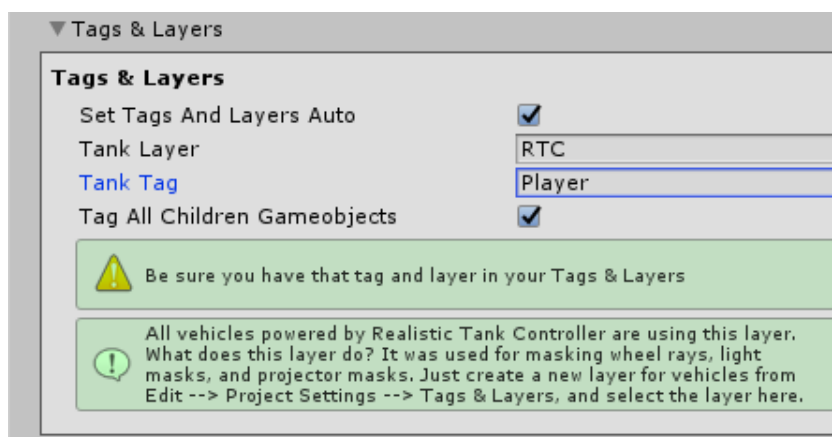 Tags & Layers
Tags & Layers
Set Tags And Layers Auto
Tank Layer RTC
Tank Tag Player
Tag All Children Gameobjects
Be sure you have that tag and layer in your Tags & Layers
All vehicles powered by Realistic Tank Controller are using this layer.
What does this layer do? It was used for masking wheel rays, light
masks, and projector masks. Just create a new layer for vehicles from
Edit --> Project Settings --> Tags & Layers, and select the layer here.